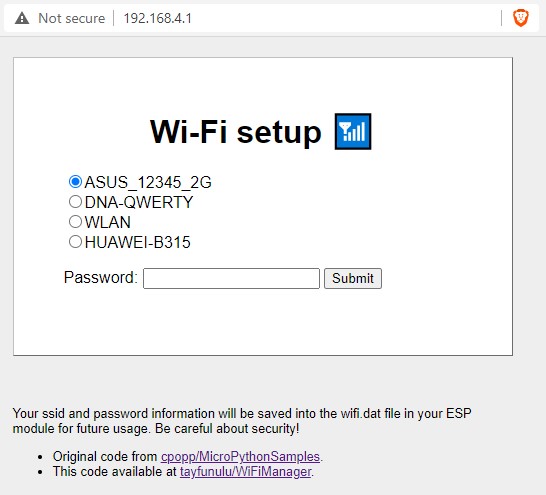 Not secure | 192.168.4.1
Wi-Fi setup
ASUS_12345_2G
DNA-QWERTY
WLAN
HUAWEI-B315
Password: Submit
Your ssid and password information will be saved into the wifi.dat file in your ESP
module for future usage. Be careful about security!
• Original code from cpopp/MicroPythonSamples.
• This code available at tayfunulu/WiFiManager.